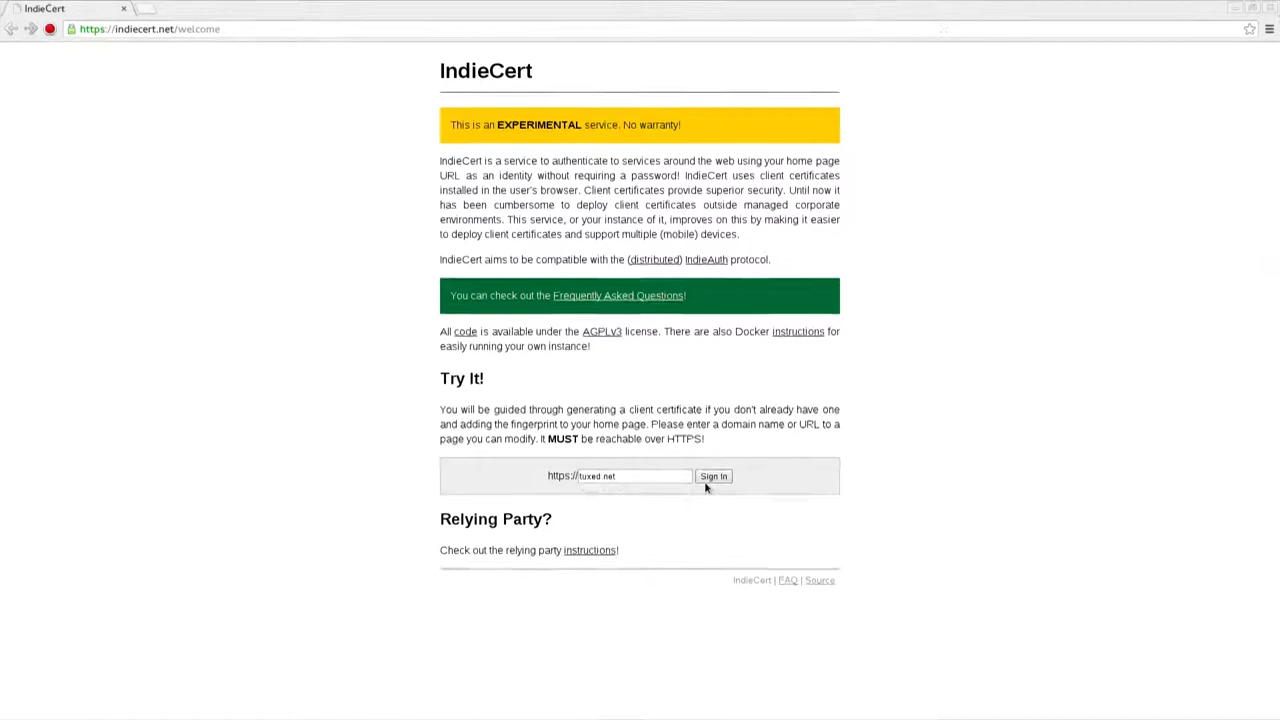 IndieCert
https://indiecert.net/welcome
IndieCert
This is an EXPERIMENTAL service. No warranty!
IndieCert is a service to authenticate to services around the web using your home page
URL as an identity without requiring a password! IndieCert uses client certificates
installed in the user's browser. Client certificates provide superior security. Until now it
has been cumbersome to deploy client certificates outside managed corporate
environments. This service, or your instance of it, improves on this by making it easier
to deploy client certificates and support multiple (mobile) devices.
IndieCert aims to be compatible with the (distributed) IndieAuth protocol.
You can check out the Frequently Asked Questions!
All code is available under the AGPLv3 license. There are also Docker instructions for
easily running your own instance!
Try It!
You will be guided through generating a client certificate if you don't already have one
and adding the fingerprint to your home page. Please enter a domain name or URL to a
page you can modify. It MUST be reachable over HTTPS!
https:// tuxed.net Sign In
Relying Party?
Check out the relying party instructions!
IndieCert | FAQ | Source